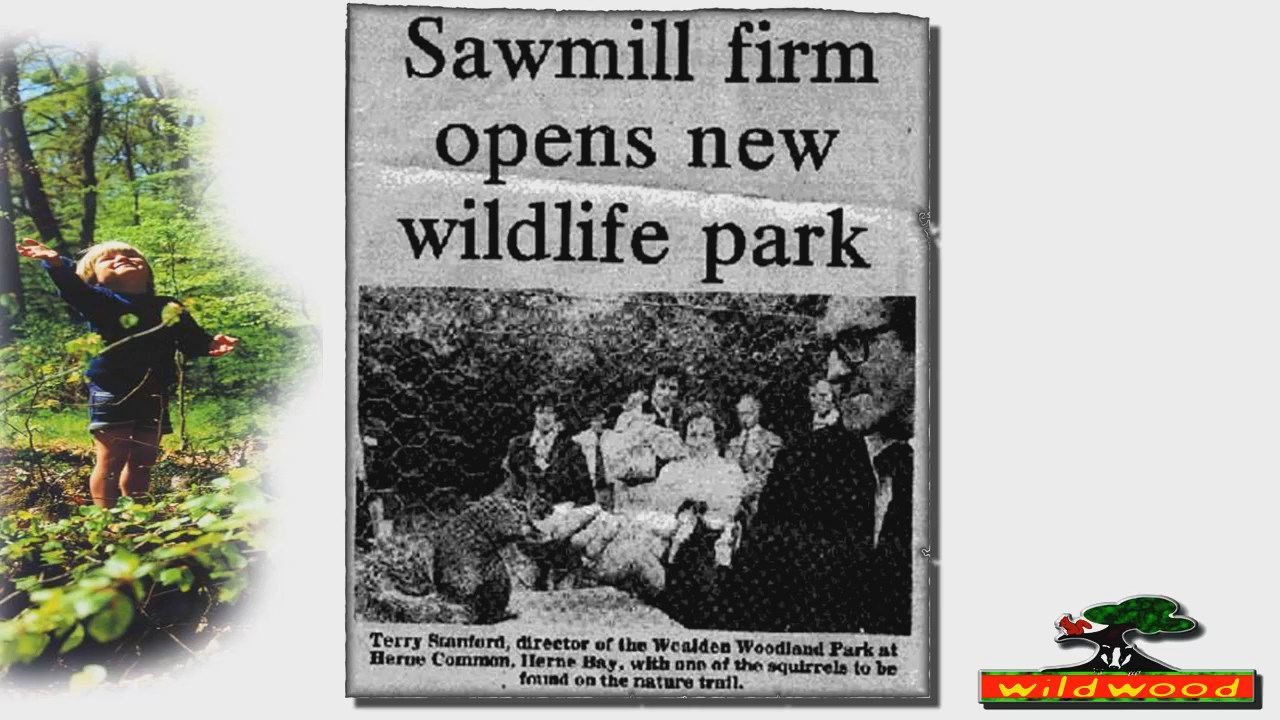 Sawmill firm
opens new
wildlife park
Terry Stanford, director of the Wealden Woodland Park at
Herne Common, Herne Bay, with one of the squirrels to be
found on the nature trail.
wildwood